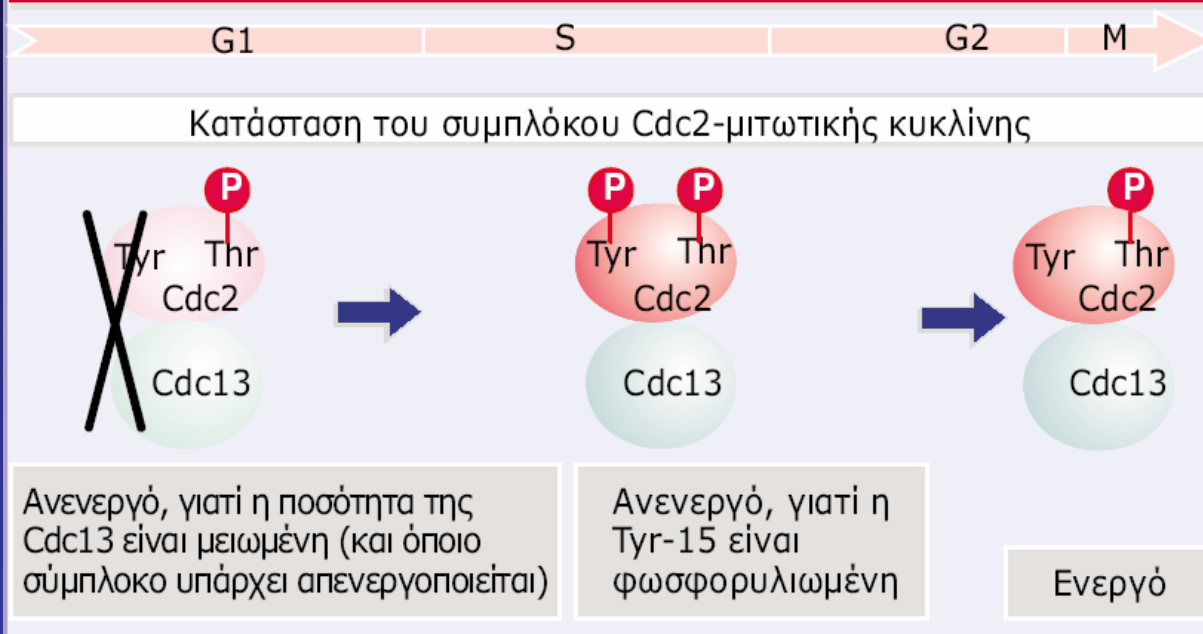 G1 S G2 M
Κατάσταση του συμπλόκου Cdc2-μιτωτικής κυκλίνης
P P P P
Tyr Thr Tyr Thr Tyr Thr
Cdc2 Cdc2 Cdc2
Cdc13 Cdc13 Cdc13
Ανενεργό, γιατί η ποσότητα της
Cdc13 είναι μειωμένη (και όποιο
σύμπλοκο υπάρχει απενεργοποιείται)
Ανενεργό, γιατί η
Tyr-15 είναι
φωσφορυλιωμένη
Ενεργό